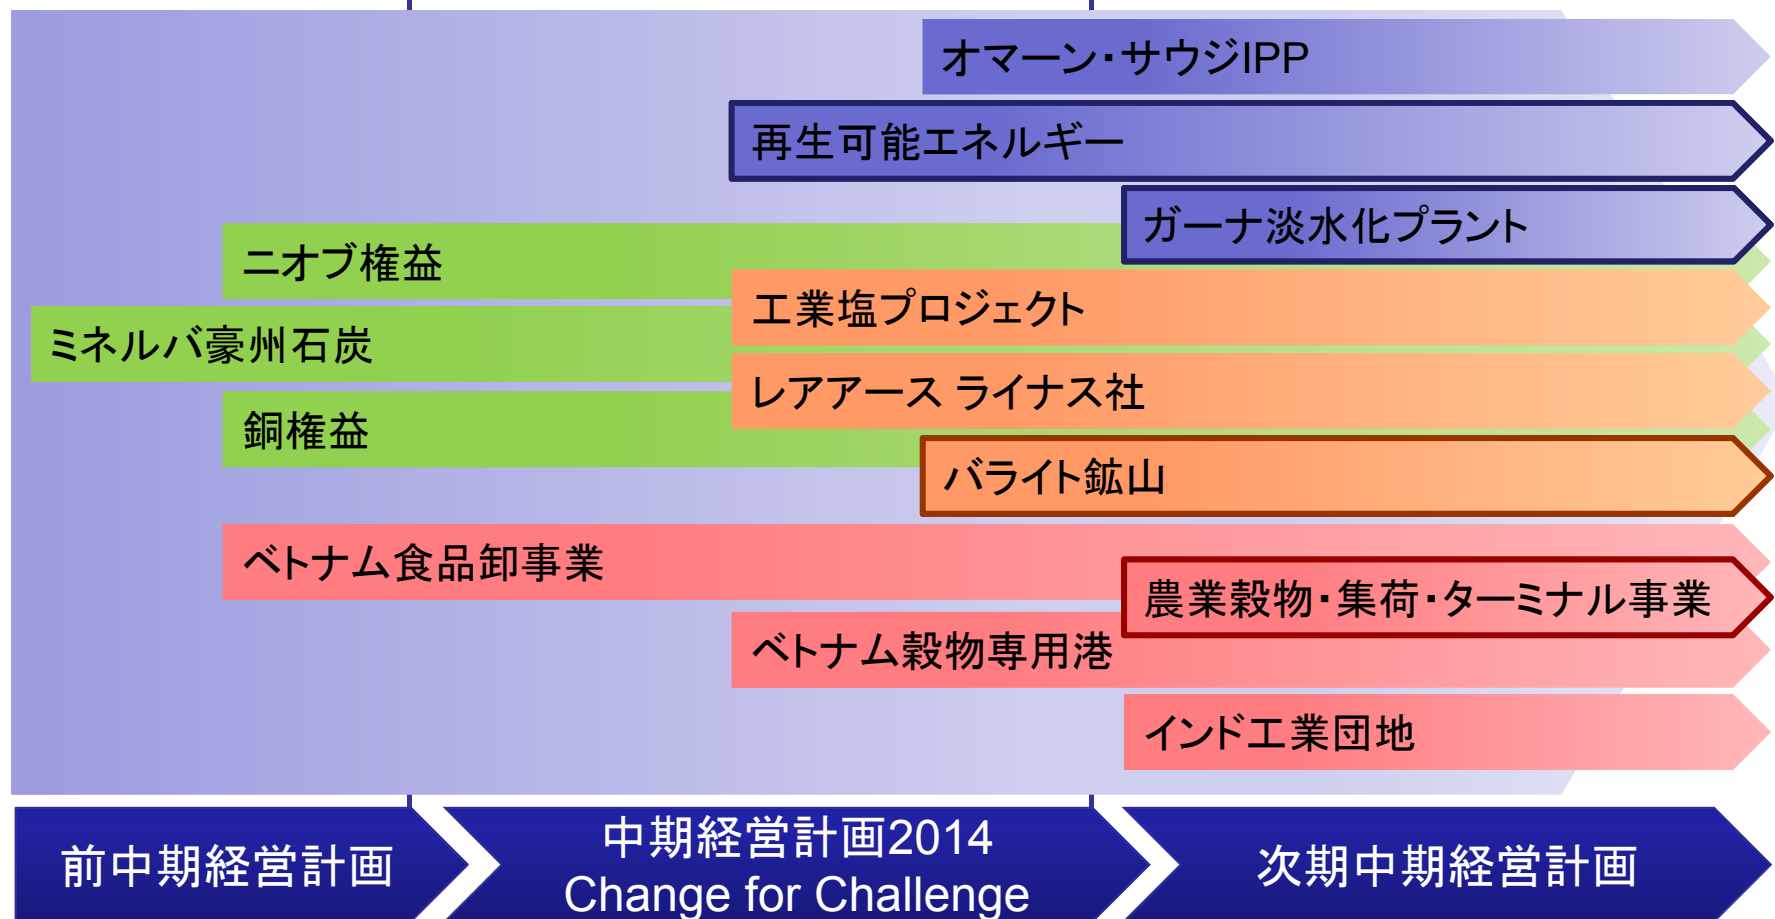 オマーン・サウジIPP
再生可能エネルギー
ガーナ淡水化プラント
ニオブ権益
工業塩プロジェクト
ミネルバ豪州石炭
レアアース ライナス社
銅権益
バライト鉱山
ベトナム食品卸事業
農業穀物・集荷・ターミナル事業
ベトナム穀物専用港
インド工業団地
前中期経営計画
中期経営計画2014
Change for Challenge
次期中期経営計画